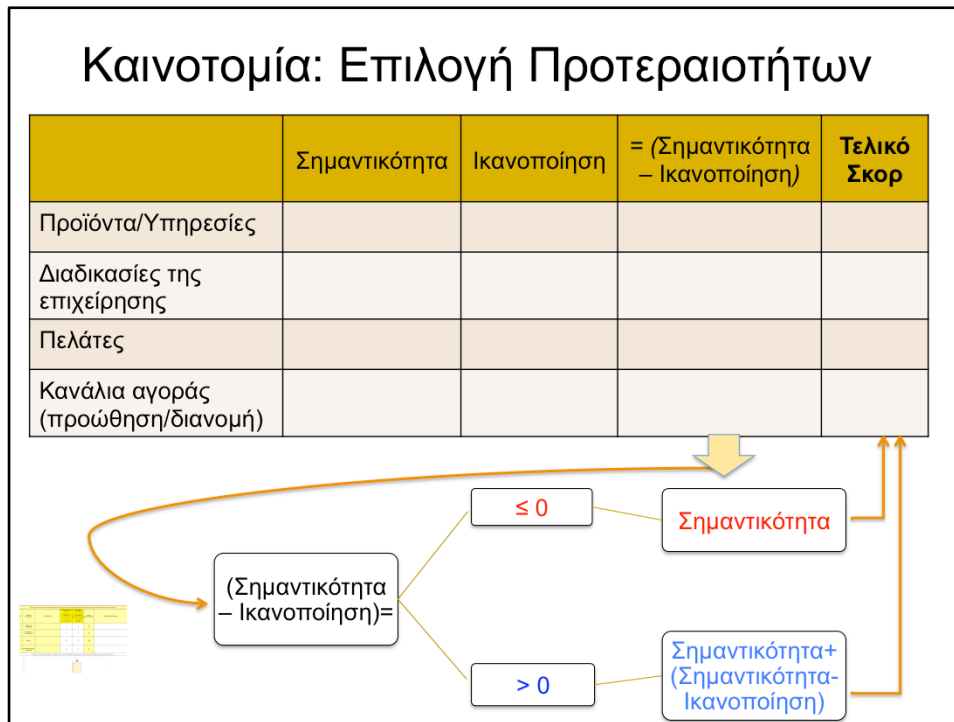 Καινοτομία: Επιλογή Προτεραιοτήτων
Σημαντικότητα
Ικανοποίηση
= (Σημαντικότητα
– Ικανοποίηση)
Τελικό
Σκορ
Προϊόντα/Υπηρεσίες
Διαδικασίες της
επιχείρησης
Πελάτες
Κανάλια αγοράς
(προώθηση/διανομή)
≤ 0
Σημαντικότητα
(Σημαντικότητα
– Ικανοποίηση)=
> 0
Σημαντικότητα+
(Σημαντικότητα-
Ικανοποίηση)